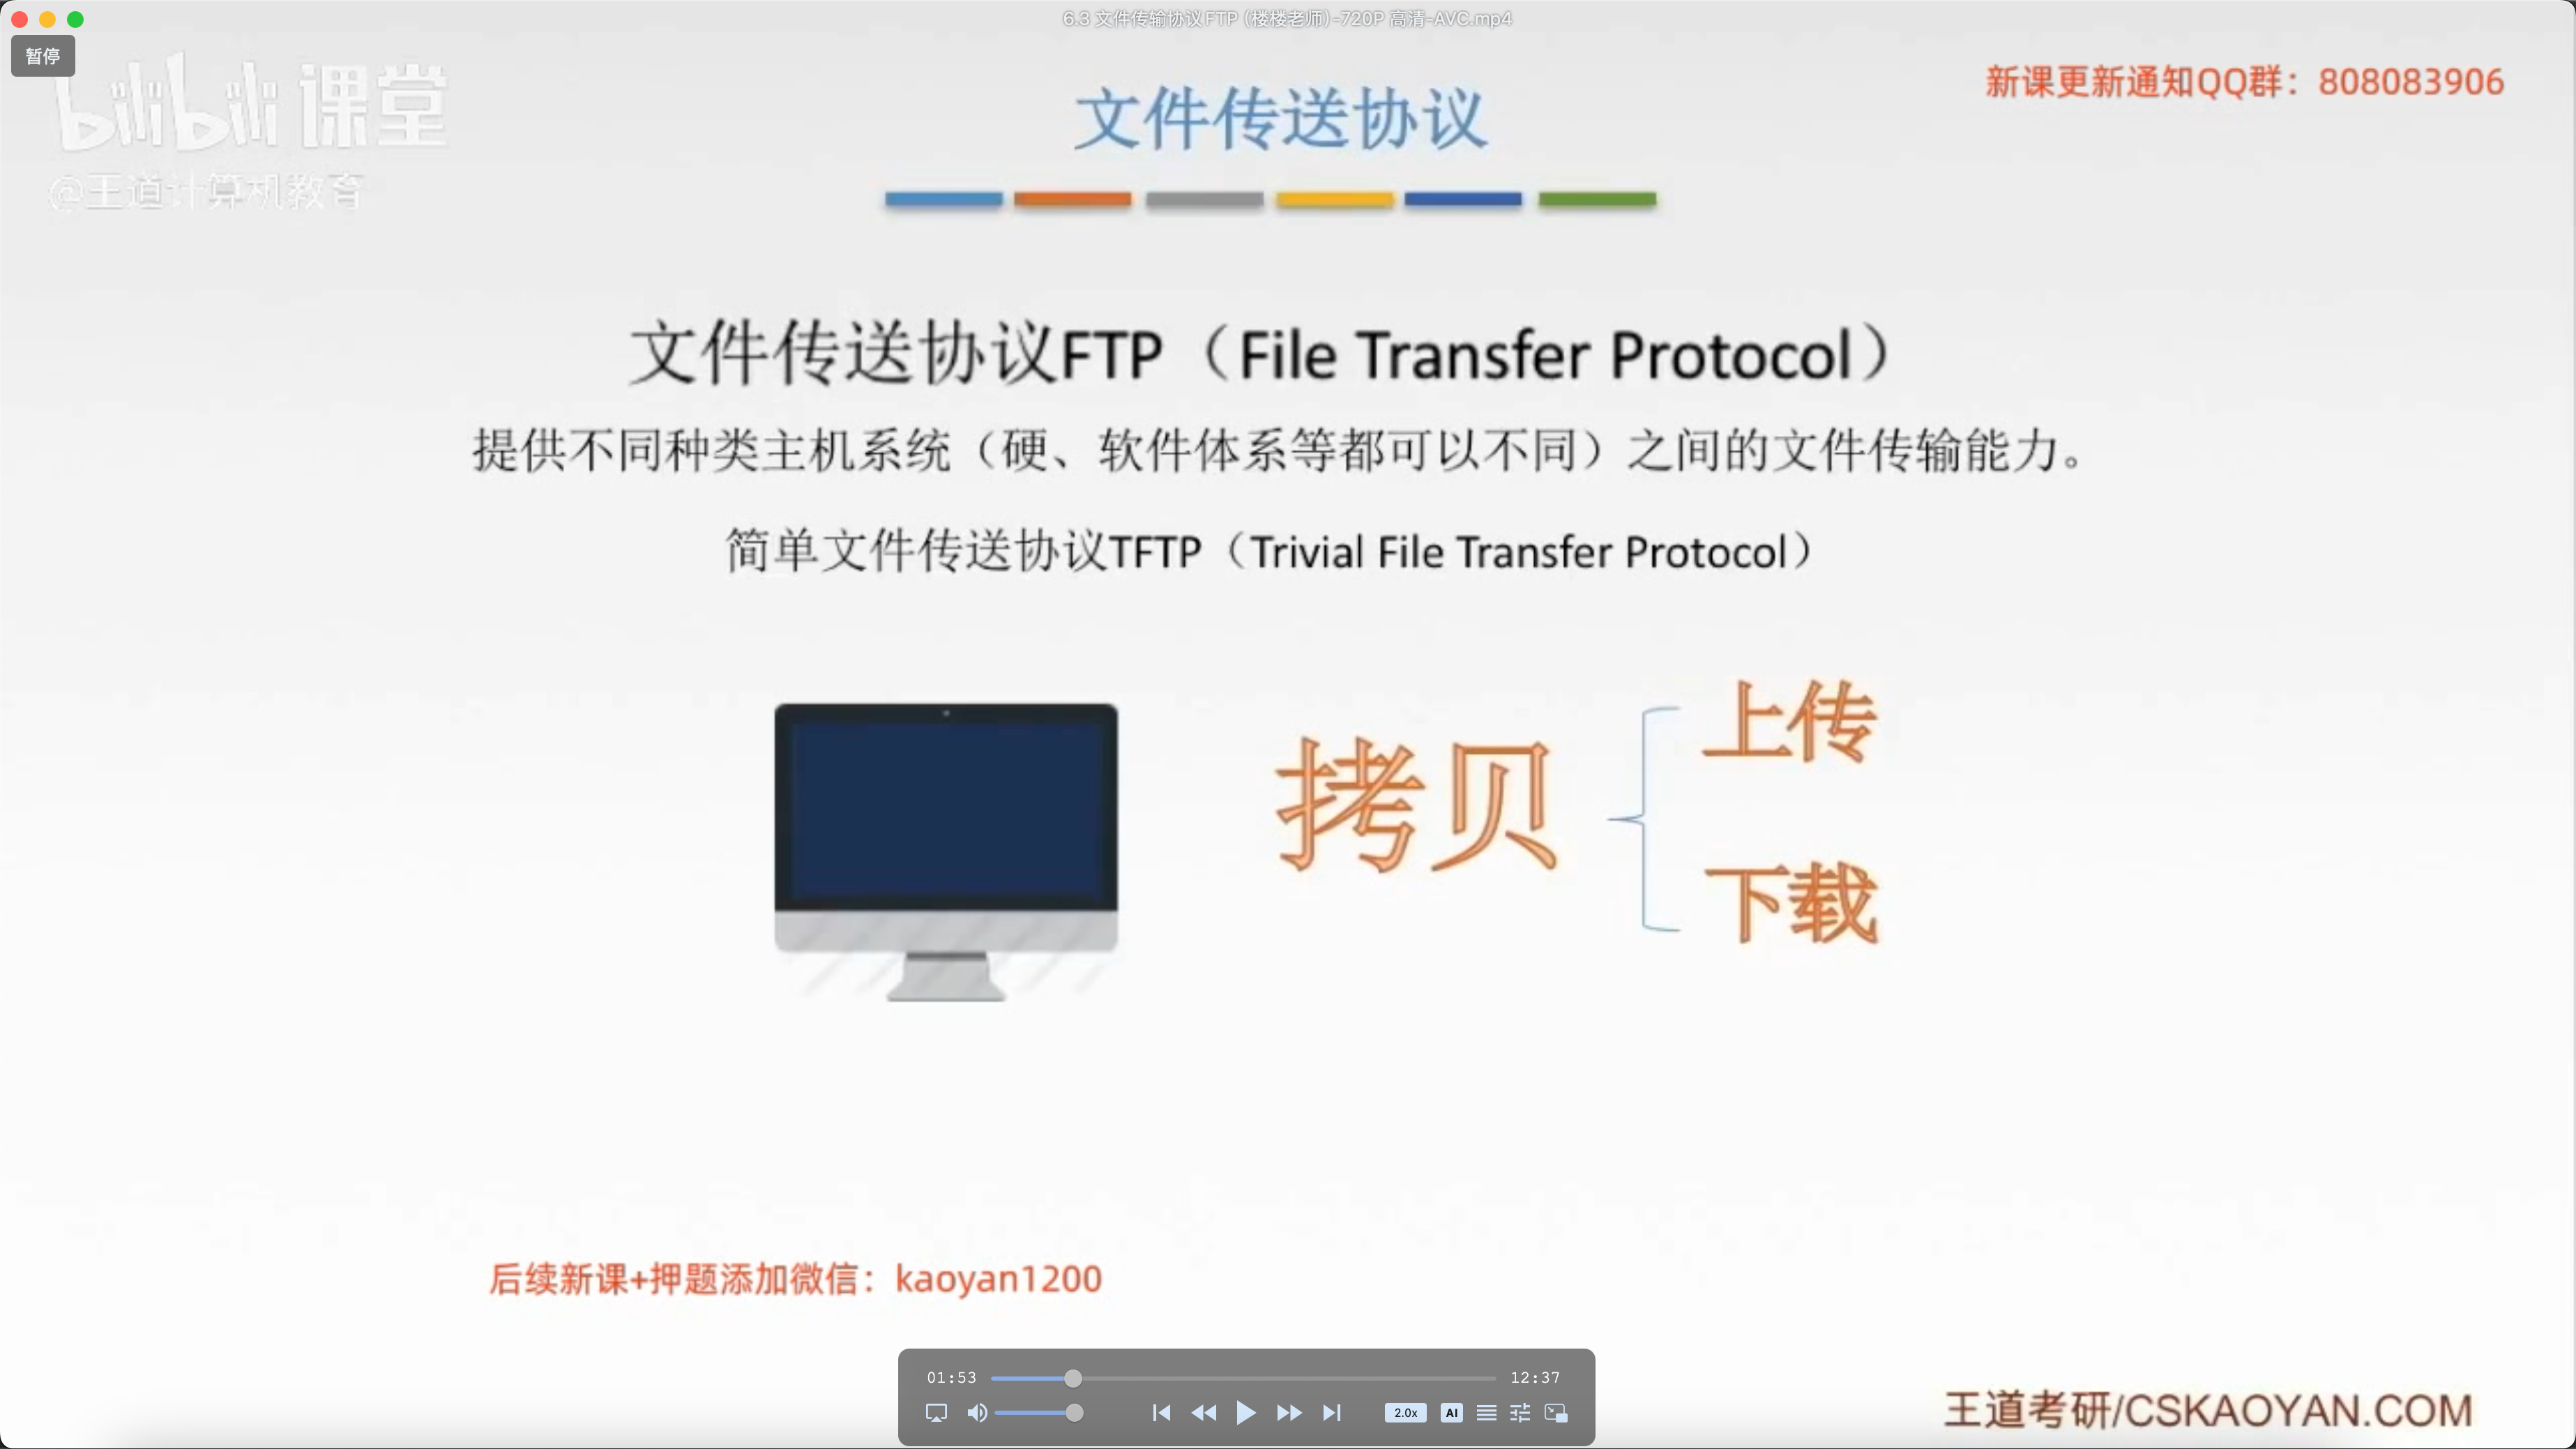 6.3 文件传输协议FTP (楼楼老师)-720P 高清-AVC.mp4
暂停
bilibili 课堂
@王道计算机教育
新课更新通知QQ群：808083906
文件传送协议
文件传送协议FTP（File Transfer Protocol）
提供不同种类主机系统（硬、软件体系等都可以不同）之间的文件传输能力。
简单文件传送协议TFTP（Trivial File Transfer Protocol）
拷贝
上传
下载
后续新课+押题添加微信：kaoyan1200
01:53
12:37
2.0x
AI
王道考研/CSKAOYAN.COM